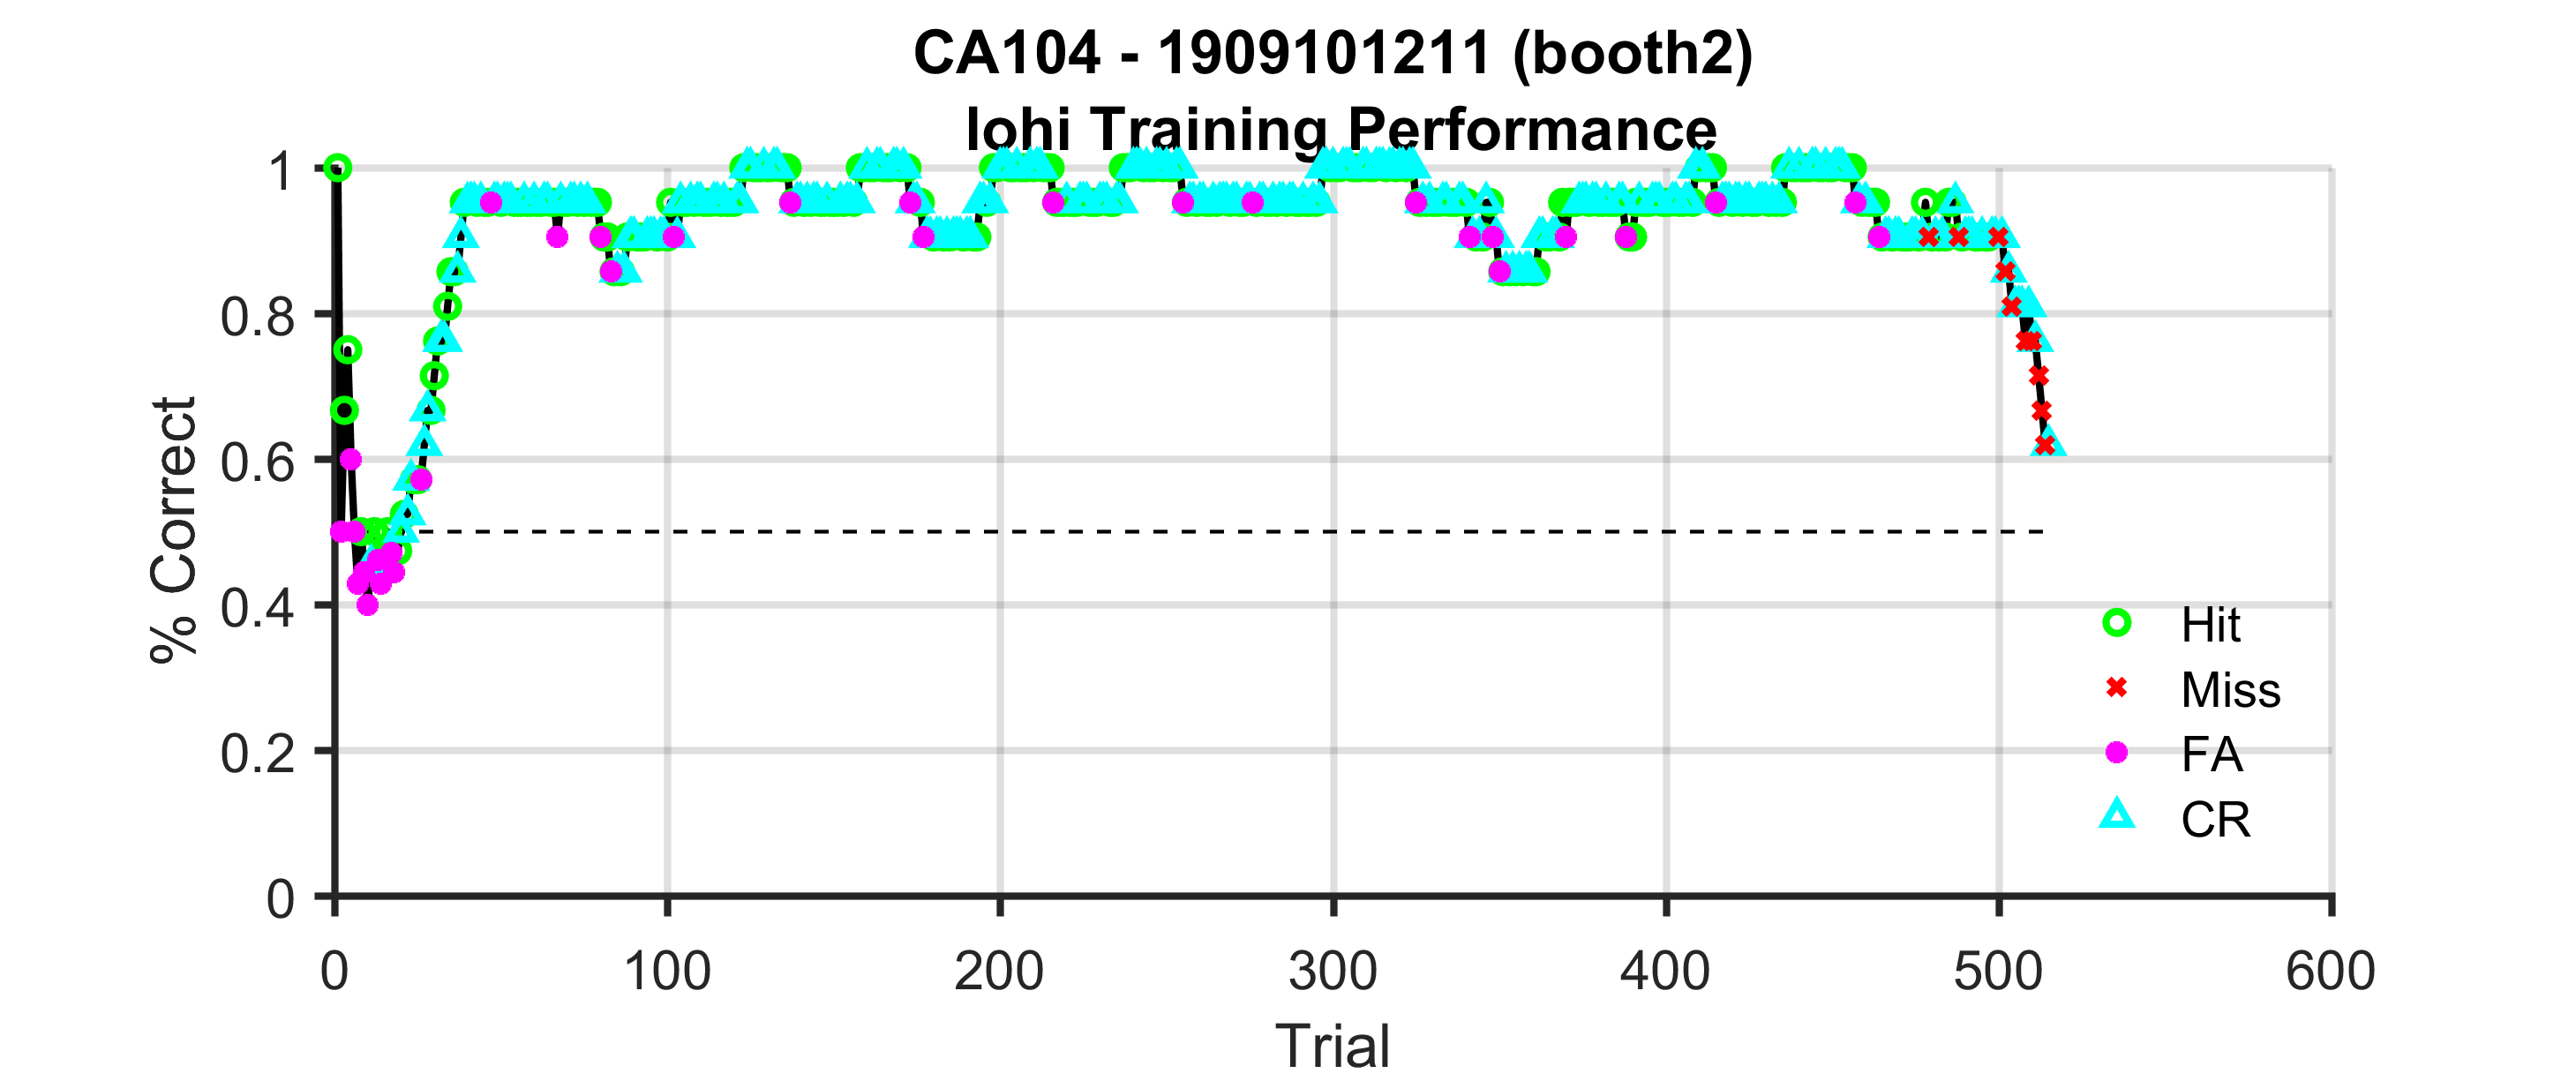 CA104 - 1909101211 (booth2)
lohi Training Performance
1
0.8
0.6
0.4
0.2
0
% Correct
0 100 200 300 400 500 600
Trial
Hit
Miss
FA
CR